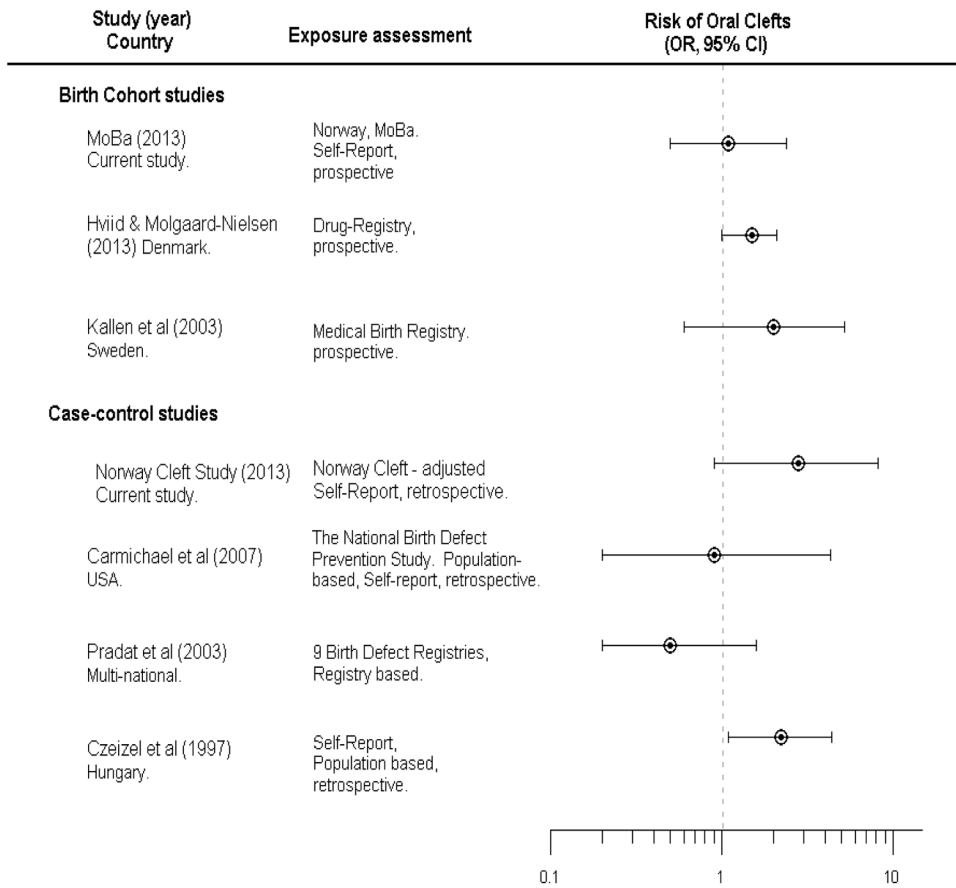 Study (year)
Country
Exposure assessment
Risk of Oral Clefts
(OR, 95% CI)
Birth Cohort studies
MoBa (2013)
Current study.
Norway, MoBa.
Self-Report,
prospective
Hviid & Molgaard-Nielsen
(2013) Denmark.
Drug-Registry,
prospective.
Kallen et al (2003)
Sweden.
Medical Birth Registry.
prospective.
Case-control studies
Norway Cleft Study (2013)
Current study.
Norway Cleft - adjusted
Self-Report, retrospective.
Carmichael et al (2007)
USA.
The National Birth Defect
Prevention Study. Population-
based, Self-report, retrospective.
Pradat et al (2003)
Multi-national.
9 Birth Defect Registries,
Registry based.
Czeizel et al (1997)
Hungary.
Self-Report,
Population based,
retrospective.
0.1 1 10